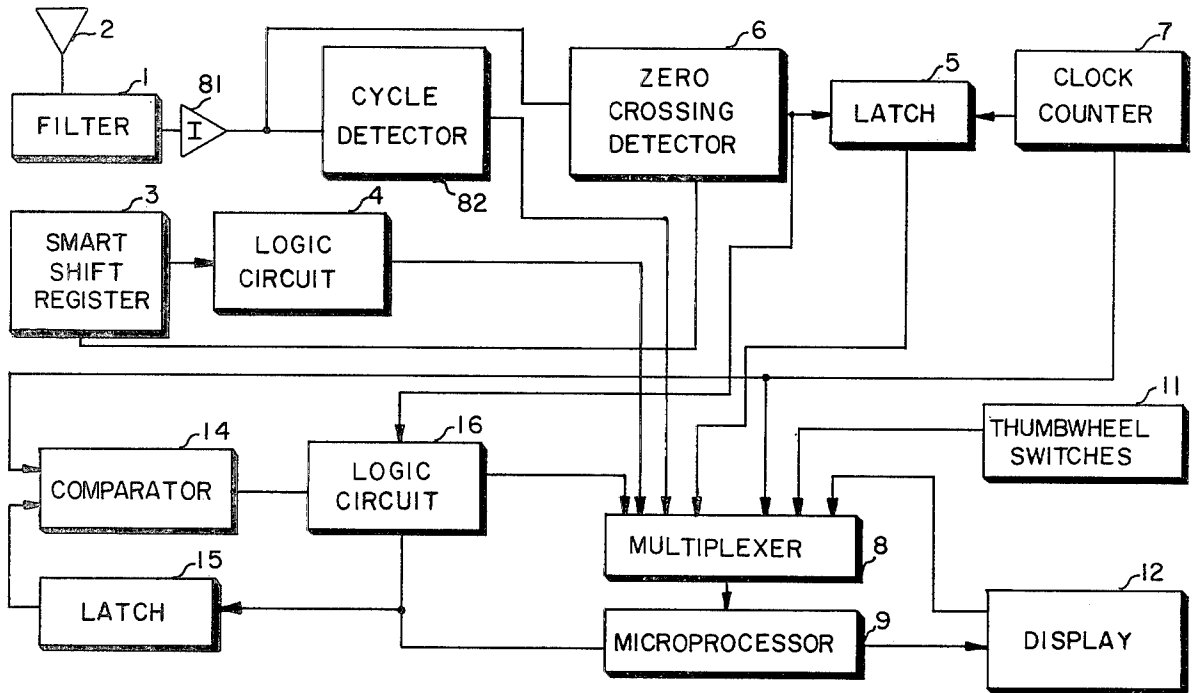 2
6
7
1
81
5
ZERO
CROSSING
DETECTOR
CLOCK
COUNTER
CYCLE
DETECTOR
LATCH
FILTER
I
82
3
4
SMART
SHIFT
REGISTER
LOGIC
CIRCUIT
11
14
16
THUMBWHEEL
SWITCHES
COMPARATOR
LOGIC
CIRCUIT
MULTIPLEXER
8
15
12
LATCH
9
MICROPROCESSOR
DISPLAY